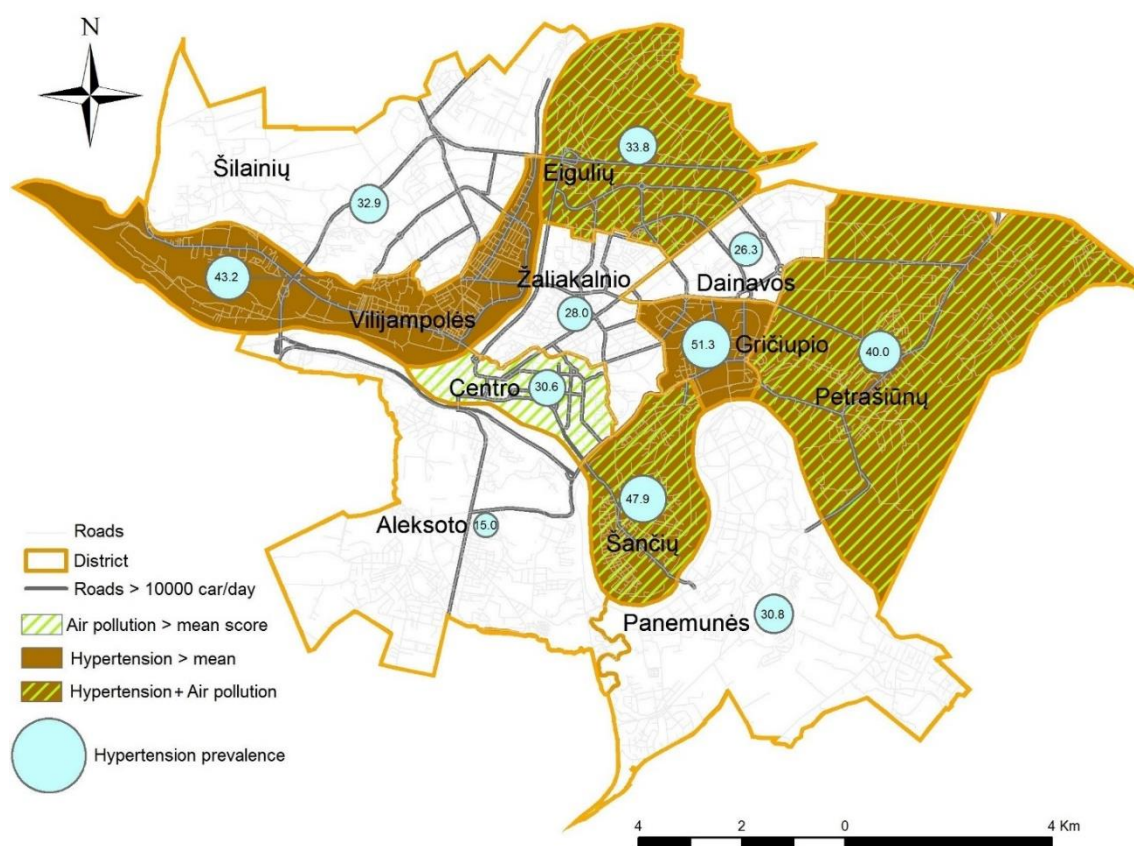 N
33.8
Eigulių
Šilainių
32.9
26.3
43.2
Žaliakalnio
Dainavos
28.0
Vilijampolės
51.3
Gričiupio
40.0
Centro
30.6
Petrašiūnų
47.9
Aleksoto
15.0
Šančių
30.8
Panemunės
Roads
District
Roads > 10000 car/day
Air pollution > mean score
Hypertension > mean
Hypertension + Air pollution
Hypertension prevalence
4 2 0 4 Km